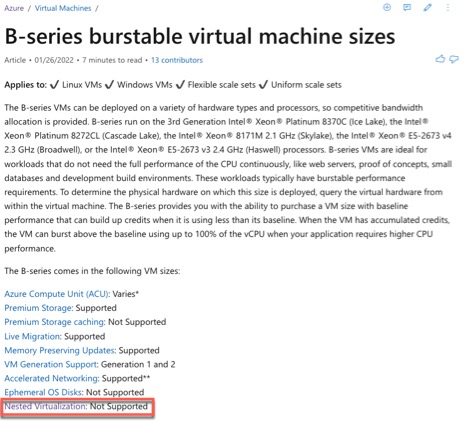 Azure / Virtual Machines /
B-series burstable virtual machine sizes
Article • 01/26/2022 • 7 minutes to read • 13 contributors
Applies to: ✔ Linux VMs ✔ Windows VMs ✔ Flexible scale sets ✔ Uniform scale sets
The B-series VMs can be deployed on a variety of hardware types and processors, so competitive bandwidth
allocation is provided. B-series run on the 3rd Generation Intel® Xeon® Platinum 8370C (Ice Lake), the Intel®
Xeon® Platinum 8272CL (Cascade Lake), the Intel® Xeon® 8171M 2.1 GHz (Skylake), the Intel® Xeon® E5-2673 v4
2.3 GHz (Broadwell), or the Intel® Xeon® E5-2673 v3 2.4 GHz (Haswell) processors. B-series VMs are ideal for
workloads that do not need the full performance of the CPU continuously, like web servers, proof of concepts, small
databases and development build environments. These workloads typically have burstable performance
requirements. To determine the physical hardware on which this size is deployed, query the virtual hardware from
within the virtual machine. The B-series provides you with the ability to purchase a VM size with baseline
performance that can build up credits when it is using less than its baseline. When the VM has accumulated credits,
the VM can burst above the baseline using up to 100% of the vCPU when your application requires higher CPU
performance.
The B-series comes in the following VM sizes:
Azure Compute Unit (ACU): Varies*
Premium Storage: Supported
Premium Storage caching: Not Supported
Live Migration: Supported
Memory Preserving Updates: Supported
VM Generation Support: Generation 1 and 2
Accelerated Networking: Supported**
Ephemeral OS Disks: Not Supported
Nested Virtualization: Not Supported